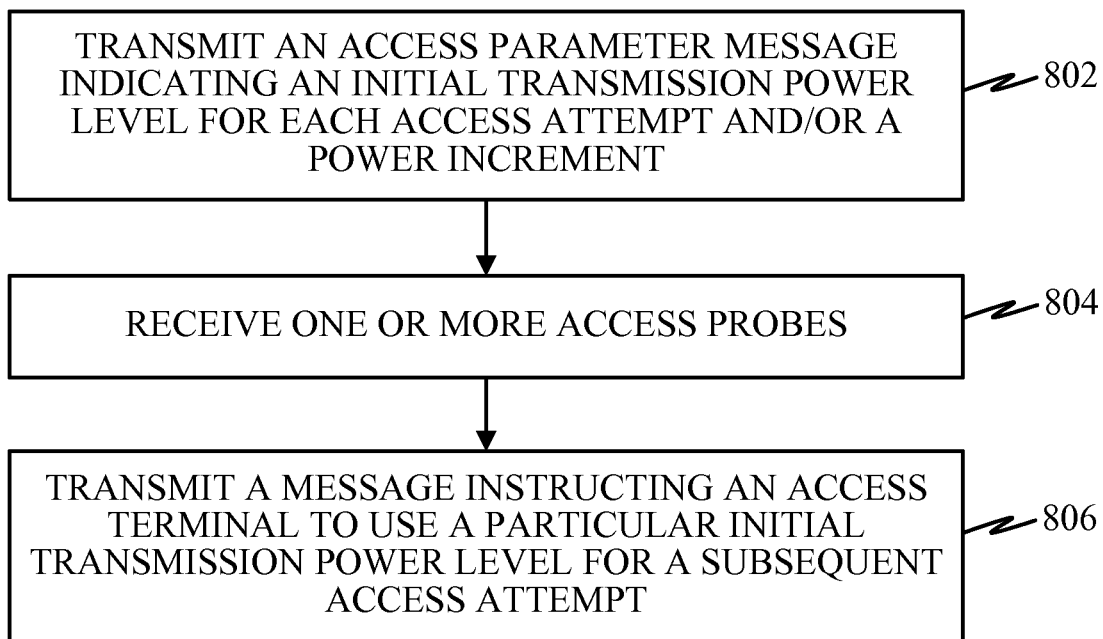 TRANSMIT AN ACCESS PARAMETER MESSAGE
INDICATING AN INITIAL TRANSMISSION POWER
LEVEL FOR EACH ACCESS ATTEMPT AND/OR A
POWER INCREMENT
802
RECEIVE ONE OR MORE ACCESS PROBES
804
TRANSMIT A MESSAGE INSTRUCTING AN ACCESS
TERMINAL TO USE A PARTICULAR INITIAL
TRANSMISSION POWER LEVEL FOR A SUBSEQUENT
ACCESS ATTEMPT
806